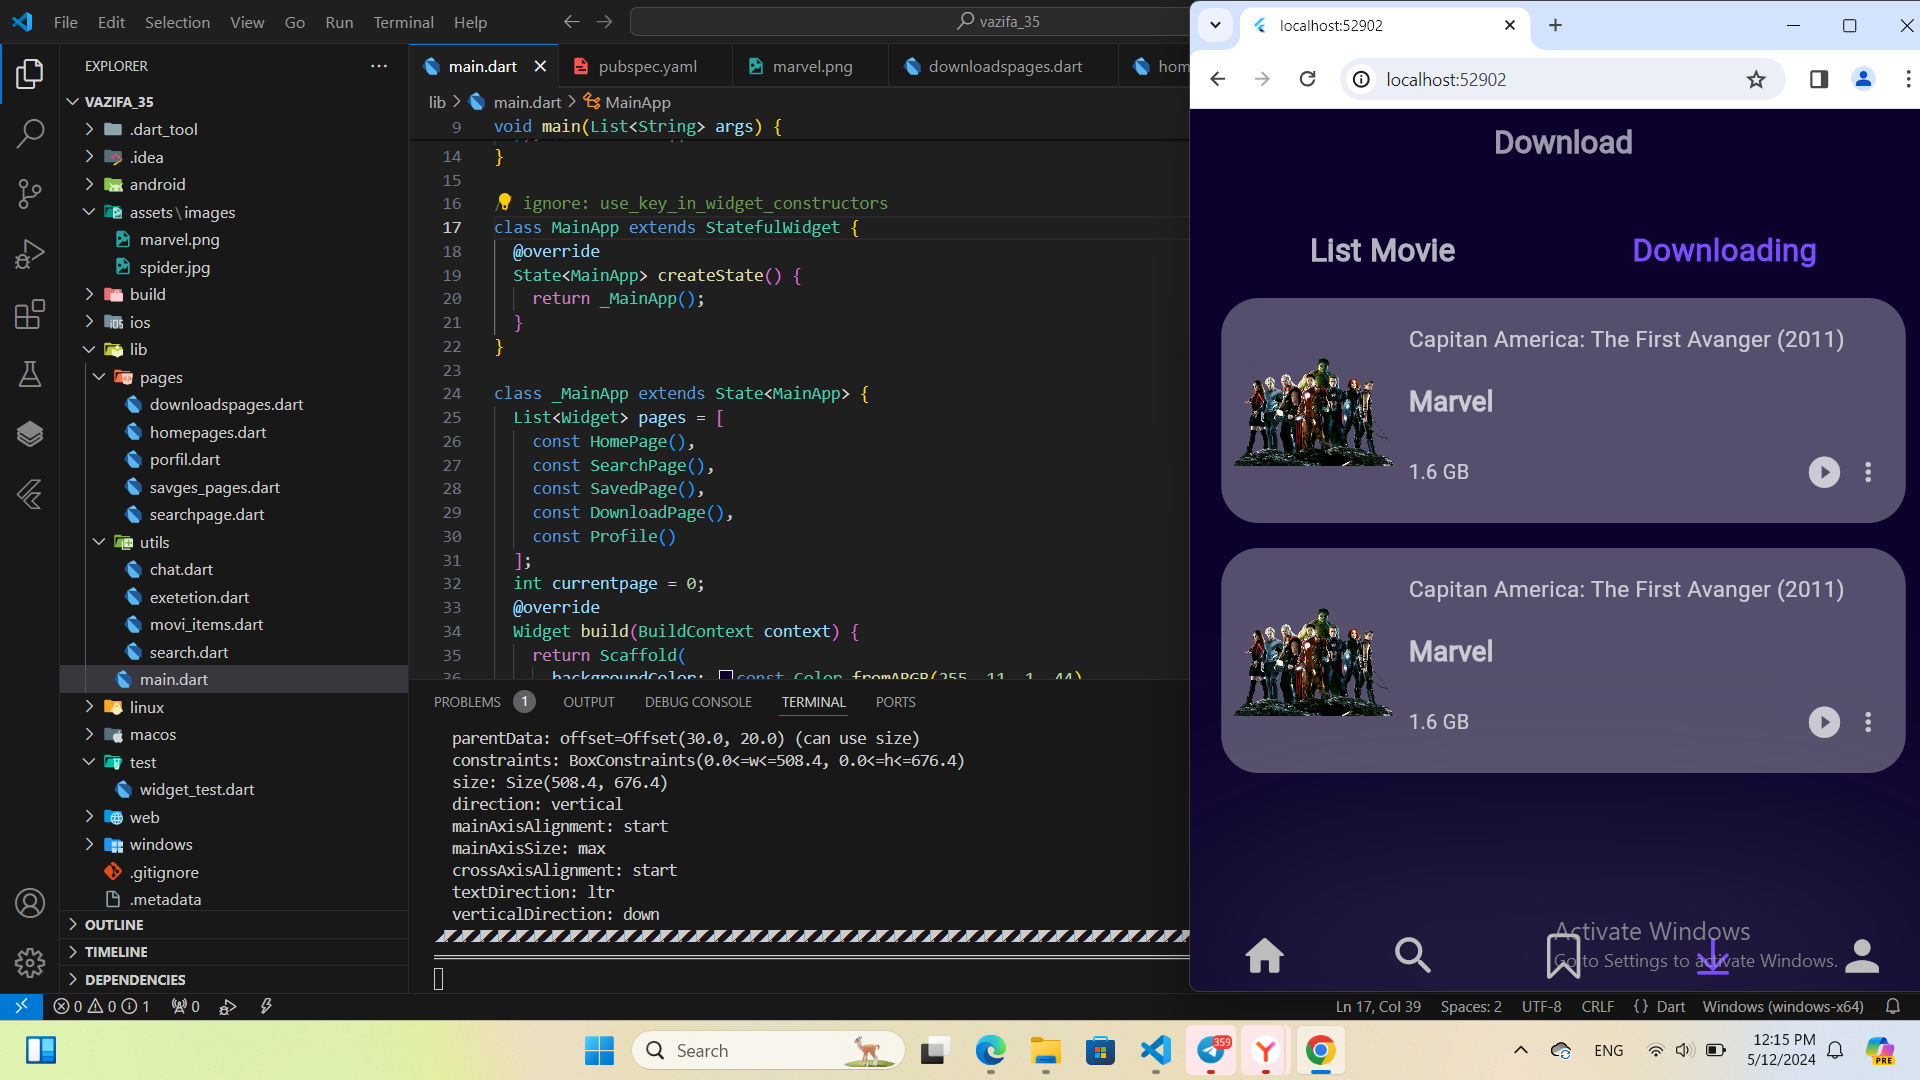 File Edit Selection View Go Run Terminal Help
vazifa_35
EXPLORER
VAZIFA_35
.dart_tool
.idea
android
assets\images
marvel.png
spider.jpg
build
ios
lib
pages
downloadspages.dart
homepages.dart
porfil.dart
savges_pages.dart
searchpage.dart
utils
chat.dart
exetetion.dart
movi_items.dart
search.dart
main.dart
linux
macos
test
widget_test.dart
web
windows
.gitignore
.metadata
OUTLINE
TIMELINE
DEPENDENCIES
main.dart pubspec.yaml marvel.png downloadspages.dart hom
lib > main.dart > MainApp
9 void main(List<String> args) {
14 }
15
16 // ignore: use_key_in_widget_constructors
17 class MainApp extends StatefulWidget {
18 @override
19 State<MainApp> createState() {
20 return _MainApp();
21 }
22 }
23
24 class _MainApp extends State<MainApp> {
25 List<Widget> pages = [
26 const HomePage(),
27 const SearchPage(),
28 const SavedPage(),
29 const DownloadPage(),
30 const Profile()
31 ];
32 int currentpage = 0;
33 @override
34 Widget build(BuildContext context) {
35 return Scaffold(
36 backgroundColor: const Color.fromARGB(255, 11, 1, 44)
PROBLEMS 1 OUTPUT DEBUG CONSOLE TERMINAL PORTS
parentData: offset=Offset(30.0, 20.0) (can use size)
constraints: BoxConstraints(0.0<=w<=508.4, 0.0<=h<=676.4)
size: Size(508.4, 676.4)
direction: vertical
mainAxisAlignment: start
mainAxisSize: max
crossAxisAlignment: start
textDirection: ltr
verticalDirection: down
localhost:52902
localhost:52902
Download
List Movie Downloading
Capitan America: The First Avanger (2011)
Marvel
1.6 GB
Capitan America: The First Avanger (2011)
Marvel
1.6 GB
Activate Windows
Go to Settings to activate Windows.
0 0 1 0
Ln 17, Col 39 Spaces: 2 UTF-8 CRLF {} Dart Windows (windows-x64)
Search
359
PRE
ENG
12:15 PM
5/12/2024